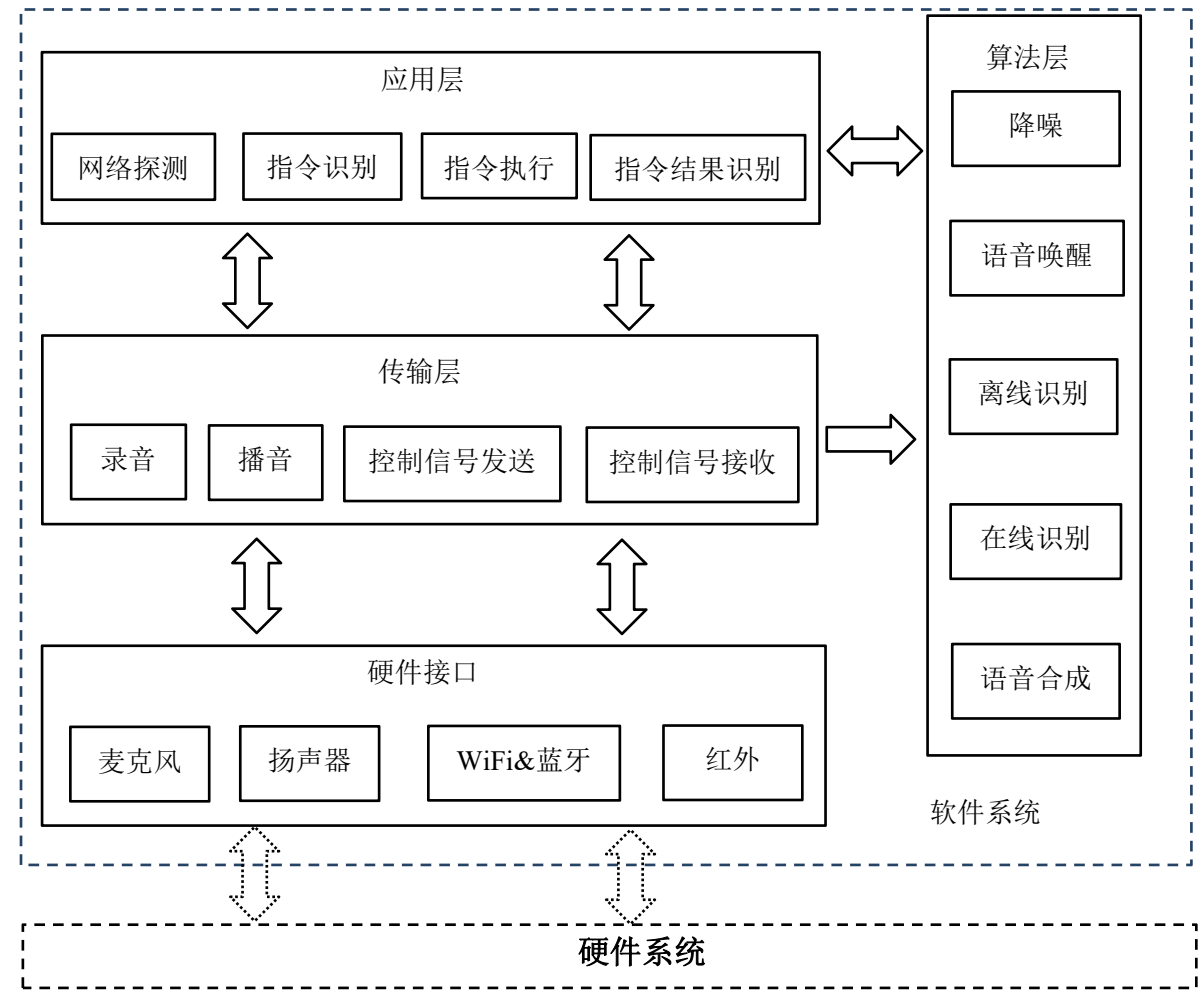 应用层
网络探测
指令识别
指令执行
指令结果识别
传输层
录音
播音
控制信号发送
控制信号接收
硬件接口
麦克风
扬声器
WiFi&蓝牙
红外
算法层
降噪
语音唤醒
离线识别
在线识别
语音合成
软件系统
硬件系统